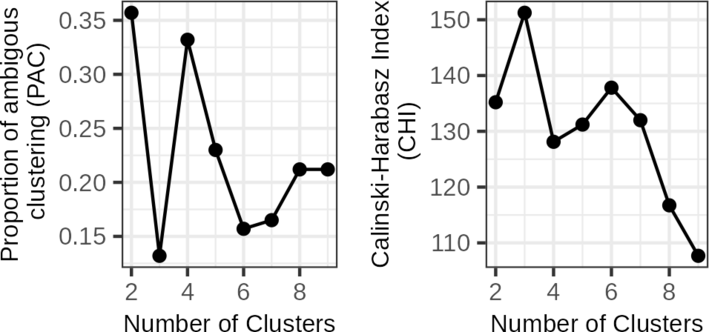 Proportion of ambigous
clustering (PAC)
0.35
0.30
0.25
0.20
0.15
2 4 6 8
Number of Clusters
Calinski-Harabasz Index
(CHI)
150
140
130
120
110
2 4 6 8
Number of Clusters